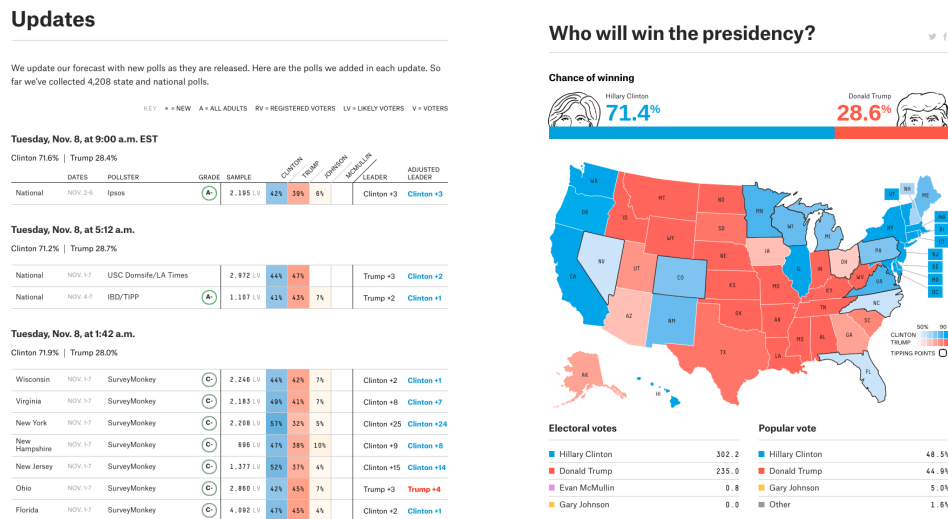 Updates
We update our forecast with new polls as they are released. Here are the polls we added in each update. So
far we've collected 4,208 state and national polls.
KEY = NEW A = ALL ADULTS RV = REGISTERED VOTERS LV = LIKELY VOTERS V = VOTERS
Tuesday, Nov. 8, at 9:00 a.m. EST
Clinton 71.6% | Trump 28.4%
DATES POLLSTER GRADE SAMPLE CLINTON TRUMP JOHNSON MCMULLIN LEADER ADJUSTED LEADER
National NOV. 2-6 Ipsos A- 2,195 LV 42% 39% 6% Clinton +3 Clinton +3
Tuesday, Nov. 8, at 5:12 a.m.
Clinton 71.2% | Trump 28.7%
National NOV. 1-7 USC Dornsife/LA Times 2,972 LV 44% 47% Trump +3 Clinton +2
National NOV. 4-7 IBD/TIPP A- 1,107 LV 41% 43% 7% Trump +2 Clinton +1
Tuesday, Nov. 8, at 1:42 a.m.
Clinton 71.9% | Trump 28.0%
Wisconsin NOV. 1-7 SurveyMonkey C- 2,246 LV 44% 42% 7% Clinton +2 Clinton +1
Virginia NOV. 1-7 SurveyMonkey C- 2,183 LV 49% 41% 7% Clinton +8 Clinton +7
New York NOV. 1-7 SurveyMonkey C- 2,208 LV 57% 32% 5% Clinton +25 Clinton +24
New Hampshire NOV. 1-7 SurveyMonkey C- 696 LV 47% 38% 10% Clinton +9 Clinton +8
New Jersey NOV. 1-7 SurveyMonkey C- 1,377 LV 52% 37% 4% Clinton +15 Clinton +14
Ohio NOV. 1-7 SurveyMonkey C- 2,860 LV 42% 45% 7% Trump +3 Trump +4
Florida NOV. 1-7 SurveyMonkey C- 4,092 LV 47% 45% 4% Clinton +2 Clinton +1
Who will win the presidency?
Chance of winning
Hillary Clinton Donald Trump
71.4% 28.6%
WA
OR
CA
NV
ID
MT
WY
UT
AZ
CO
NM
ND
SD
NE
KS
OK
TX
MN
IA
MO
AR
LA
WI
IL
MI
IN
OH
KY
TN
MS
AL
GA
FL
SC
NC
VA
WV
PA
NY
VT
NH
ME
MA
RI
CT
NJ
DE
MD
DC
AK
HI
50% 90
CLINTON
TRUMP
TIPPING POINTS
Electoral votes
Hillary Clinton 302.2
Donald Trump 235.0
Evan McMullin 0.8
Gary Johnson 0.0
Popular vote
Hillary Clinton 48.5%
Donald Trump 44.9%
Gary Johnson 5.0%
Other 1.6%